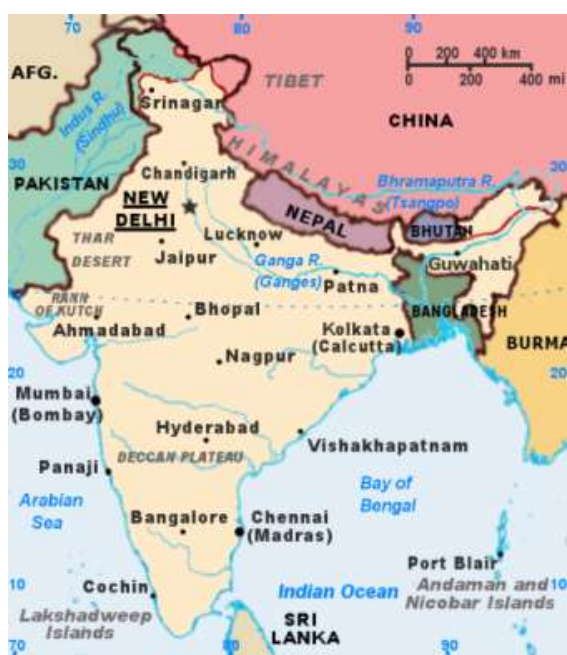 70
80
90
0 200 400 km
0 200 400 mi
AFG.
TIBET
Srinagar
Indus R.
(Sindhu)
CHINA
HIMALAYAS
30
30
Chandigarh
PAKISTAN
Bhramaputra R.
(Tsangpo)
NEW
DELHI
NEPAL
BHUTAN
THAR
DESERT
Lucknow
Jaipur
Ganga R.
(Ganges)
Guwahati
Patna
RANN
OF KUTCH
Bhopal
BANGLADESH
Ahmadabad
Kolkata
(Calcutta)
BURMA
Nagpur
20
20
Mumbai
(Bombay)
Hyderabad
Vishakhapatnam
DECCAN PLATEAU
Panaji
Bay of
Bengal
Arabian
Sea
Bangalore
Chennai
(Madras)
Port Blair
10
10
Cochin
Indian Ocean
Andaman and
Nicobar Islands
Lakshadweep
Islands
SRI
LANKA
70
80
90